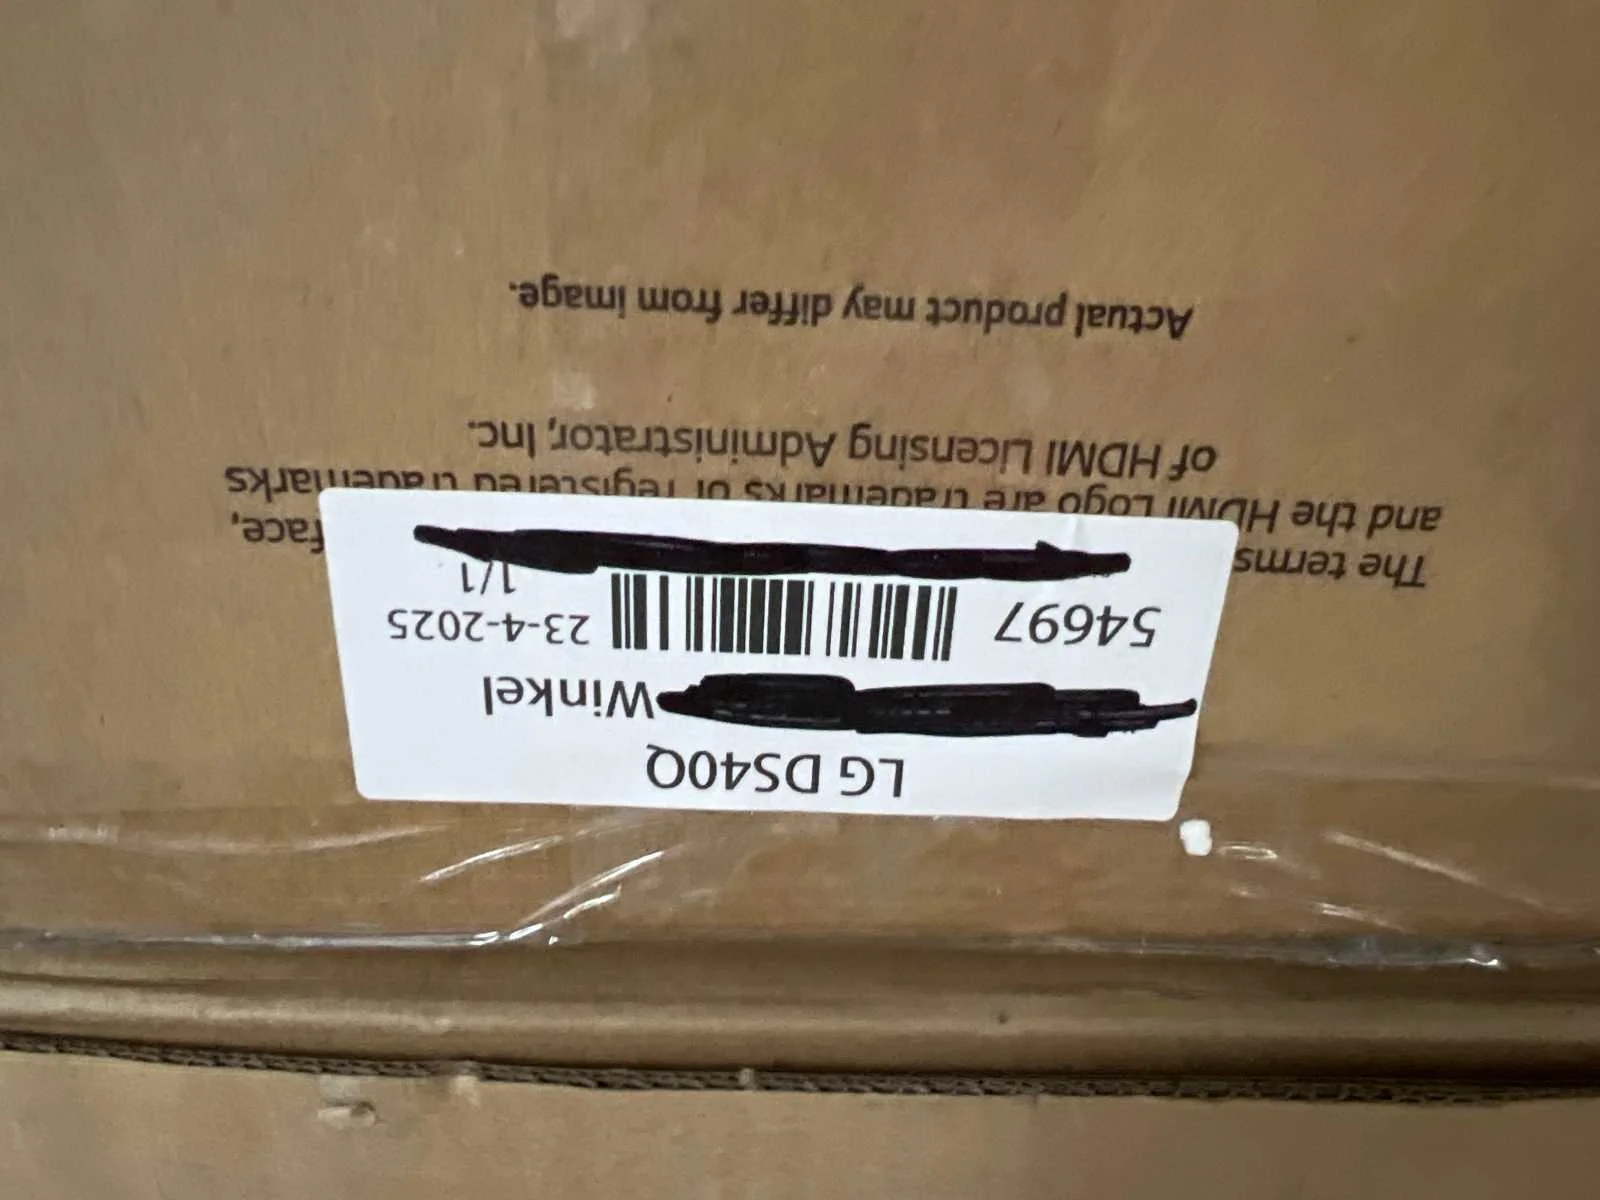 LG DS40Q
Winkel
54697 23-4-2025
1/1
The terms face,
and the HDMI Logo are trademarks or registered trademarks
of HDMI Licensing Administrator, Inc.
Actual product may differ from image.